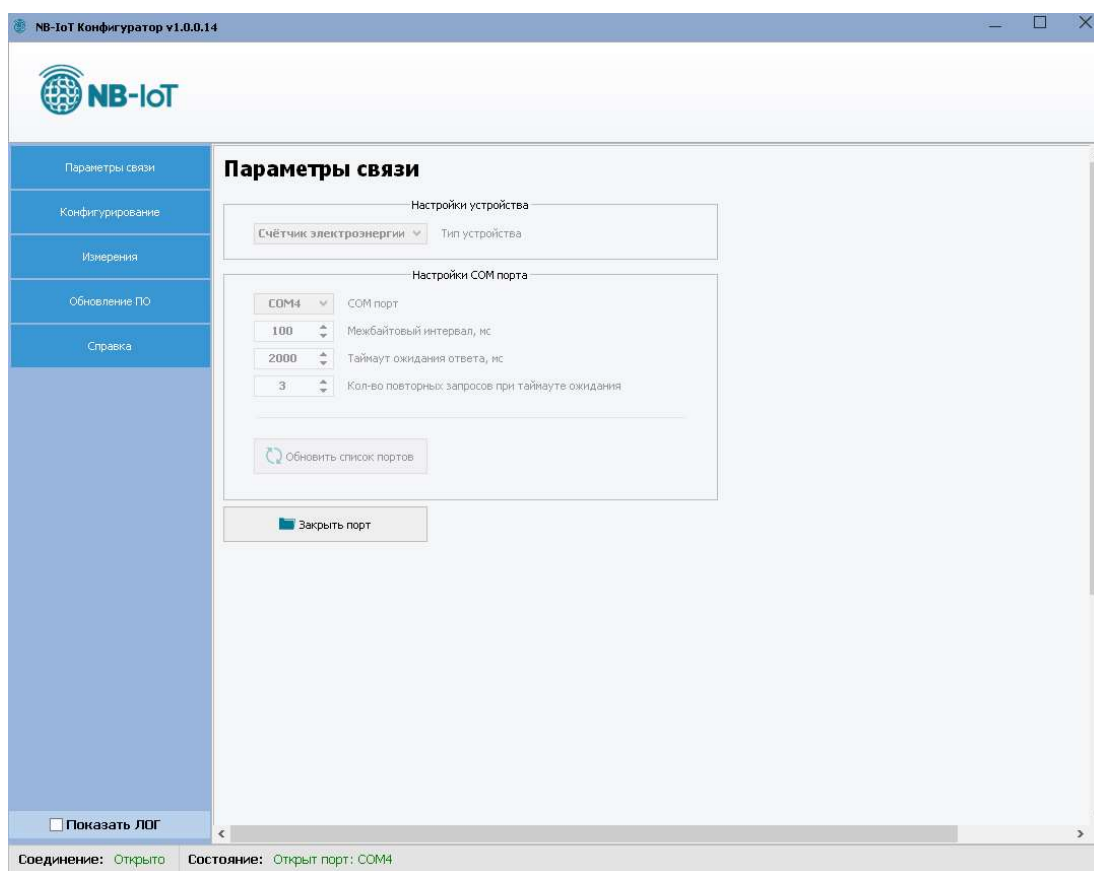 NB-IoT Конфигуратор v1.0.0.14
NB-IoT
Параметры связи
Конфигурирование
Измерения
Обновление ПО
Справка
Параметры связи
Настройки устройства
Счётчик электроэнергии Тип устройства
Настройки COM порта
COM4 COM порт
100 Межбайтовый интервал, мс
2000 Таймаут ожидания ответа, мс
3 Кол-во повторных запросов при таймауте ожидания
Обновить список портов
Закрыть порт
Показать ЛОГ
Соединение: Открыто Состояние: Открыт порт: COM4